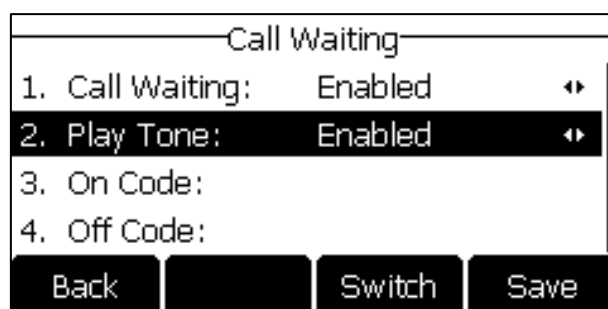 Call Waiting
1. Call Waiting: Enabled
2. Play Tone: Enabled
3. On Code:
4. Off Code:
Back Switch Save